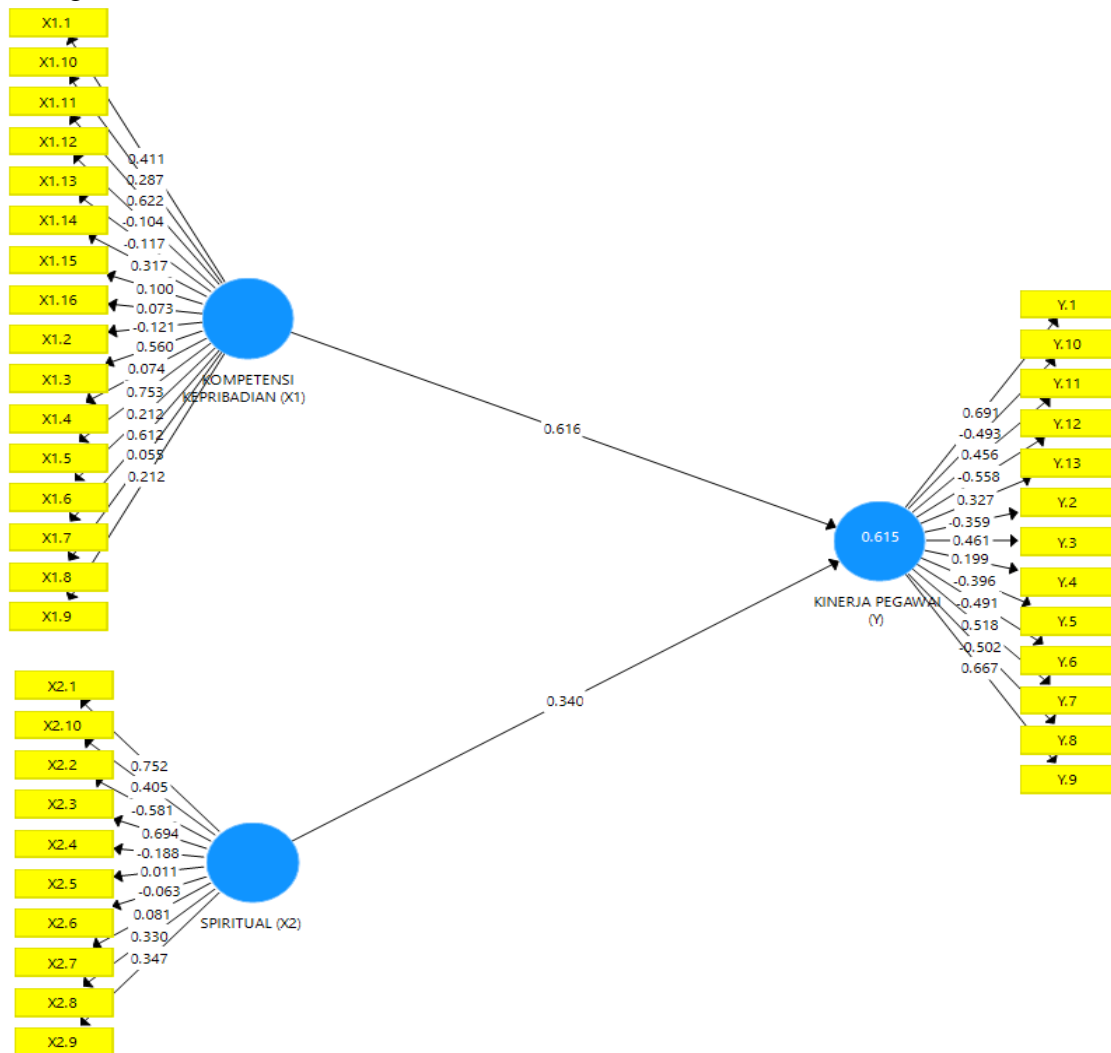 X1.1
X1.10
X1.11
X1.12
X1.13
X1.14
X1.15
X1.16
X1.2
X1.3
X1.4
X1.5
X1.6
X1.7
X1.8
X1.9
0.411
0.287
0.622
-0.104
-0.117
0.317
0.100
0.073
-0.121
0.560
0.074
0.753
0.212
0.612
0.055
0.212
KOMPETENSI
KEPRIBADIAN (X1)
0.616
X2.1
X2.10
X2.2
X2.3
X2.4
X2.5
X2.6
X2.7
X2.8
X2.9
0.752
0.405
-0.581
0.694
-0.188
0.011
-0.063
0.081
0.330
0.347
SPIRITUAL (X2)
0.340
0.615
KINERJA PEGAWAI
(Y)
0.691
-0.493
0.456
-0.558
0.327
-0.359
0.461
0.199
-0.396
-0.491
0.518
-0.502
0.667
Y.1
Y.10
Y.11
Y.12
Y.13
Y.2
Y.3
Y.4
Y.5
Y.6
Y.7
Y.8
Y.9